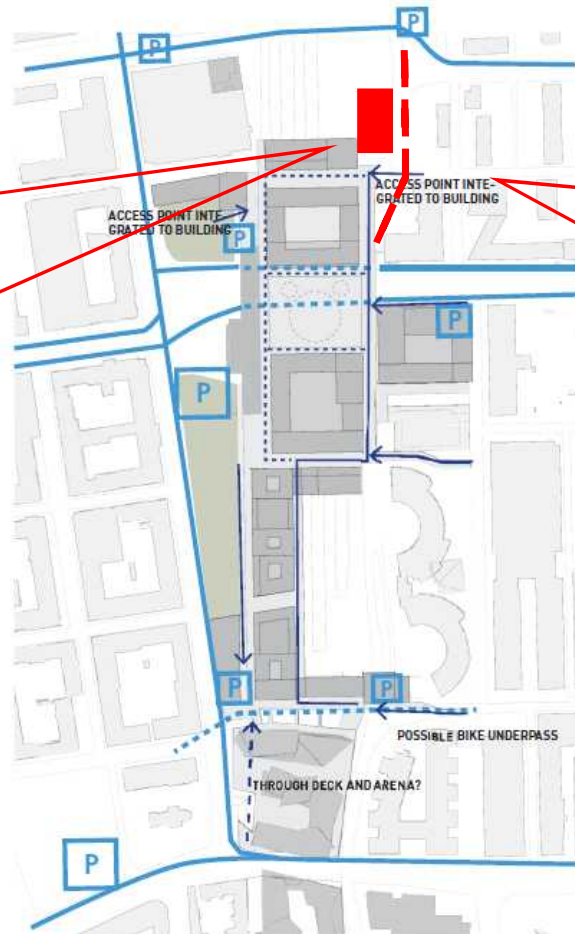 P
P
ACCESS POINT INTE-
GRATED TO BUILDING
ACCESS POINT INTE-
GRATED TO BUILDING
P
P
P
P
P
POSSIBLE BIKE UNDERPASS
THROUGH DECK AND ARENA?
P